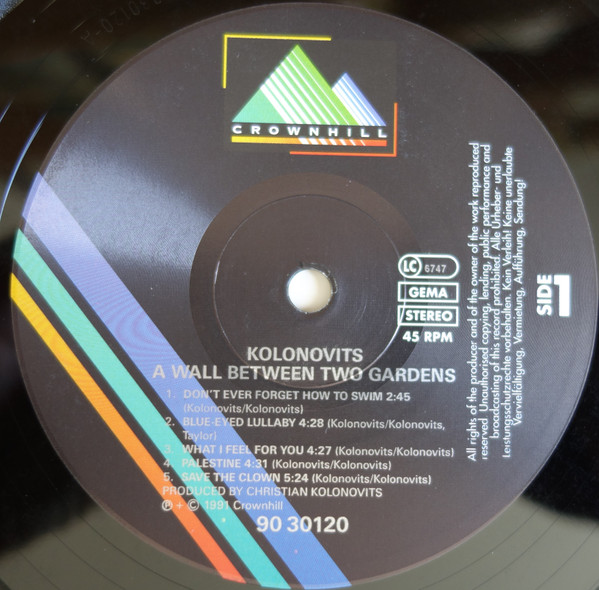 CROWNHILL
LC 6747
GEMA
STEREO
45 RPM
SIDE 1
KOLONOVITS
A WALL BETWEEN TWO GARDENS
1. DON'T EVER FORGET HOW TO SWIM 2:45
(Kolonovits/Kolonovits)
2. BLUE-EYED LULLABY 4:28 (Kolonovits/Kolonovits,
Taylor)
3. WHAT I FEEL FOR YOU 4:27 (Kolonovits/Kolonovits)
4. PALESTINE 4:31 (Kolonovits/Kolonovits)
5. SAVE THE CLOWN 5:24 (Kolonovits/Kolonovits)
PRODUCED BY CHRISTIAN KOLONOVITS
℗ + © 1991 Crownhill
90 30120
All rights of the producer and of the owner of the work reproduced
reserved. Unauthorised copying, lending, public performance and
broadcasting of this record prohibited. Alle Urheber- und
Leistungsschutzrechte vorbehalten. Kein Verleih! Keine unerlaubte
Vervielfältigung, Vermietung, Aufführung, Sendung!